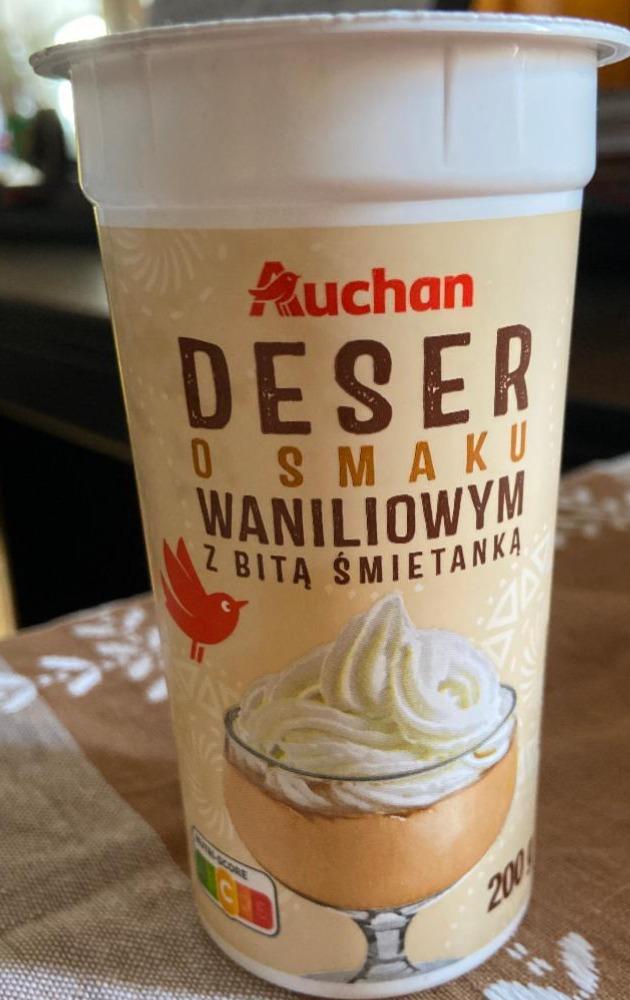 Auchan
DESER
O SMAKU
WANILIOWYM
Z BITĄ ŚMIETANKĄ
NUTRI-SCORE
C
200 g